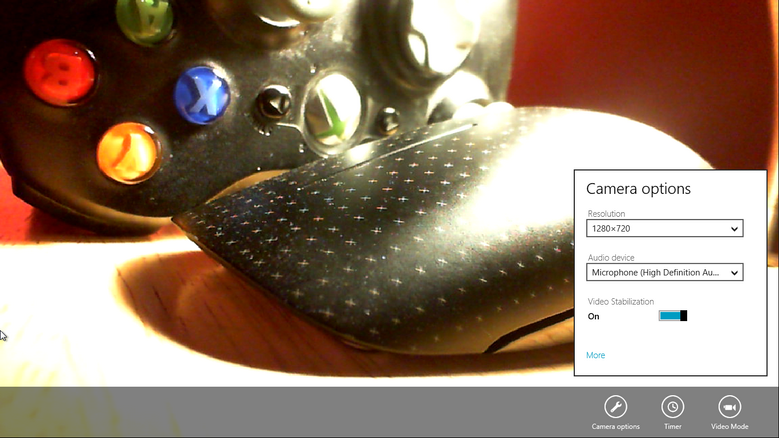 Camera options
Resolution
1280×720
Audio device
Microphone (High Definition Au...
Video Stabilization
On
More
Camera options
Timer
Video Mode
X